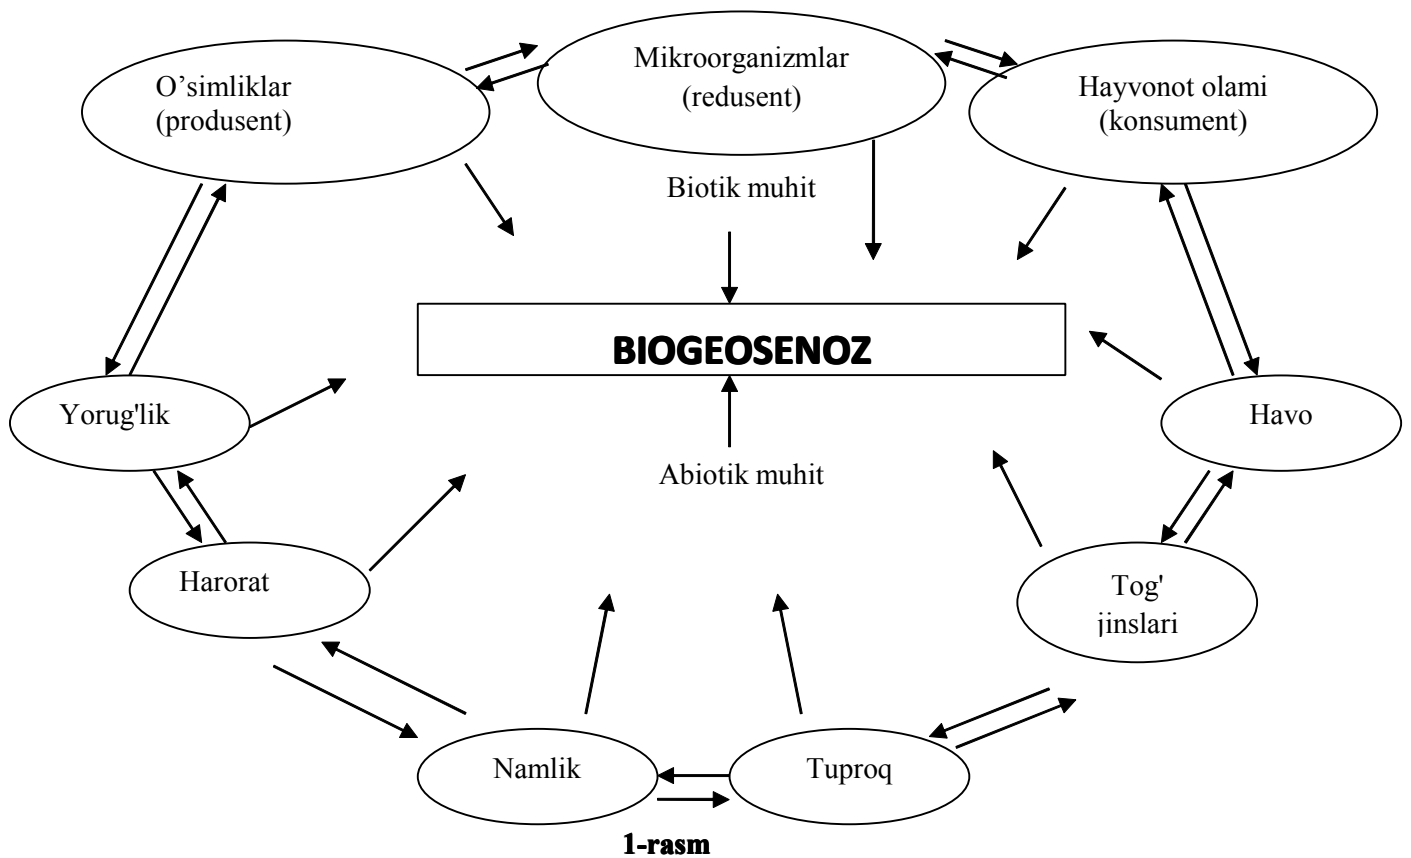 Mikroorganizmlar
(redusent)
O’simliklar
(produsent)
Hayvonot olami
(konsument)
Biotik muhit
BIOGEOSENOZ
Yorug'lik
Havo
Abiotik muhit
Harorat
Tog'
jinslari
Namlik
Tuproq
1-rasm